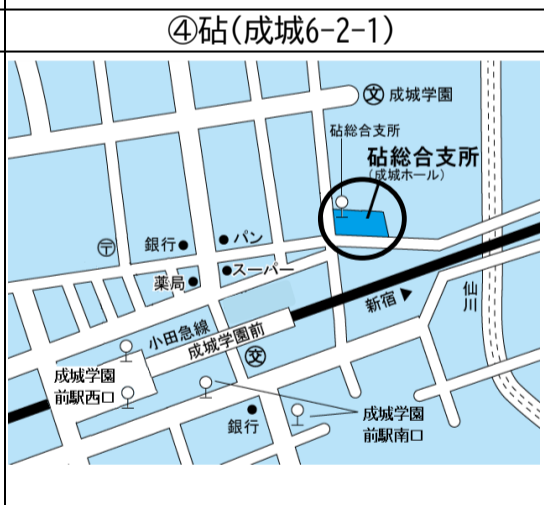 ④砧(成城6-2-1)
文 成城学園
砧総合支所
砧総合支所
(成城ホール)
〒
銀行
パン
薬局
スーパー
新宿
仙川
小田急線
成城学園前
交
成城学園
前駅西口
銀行
成城学園
前駅南口